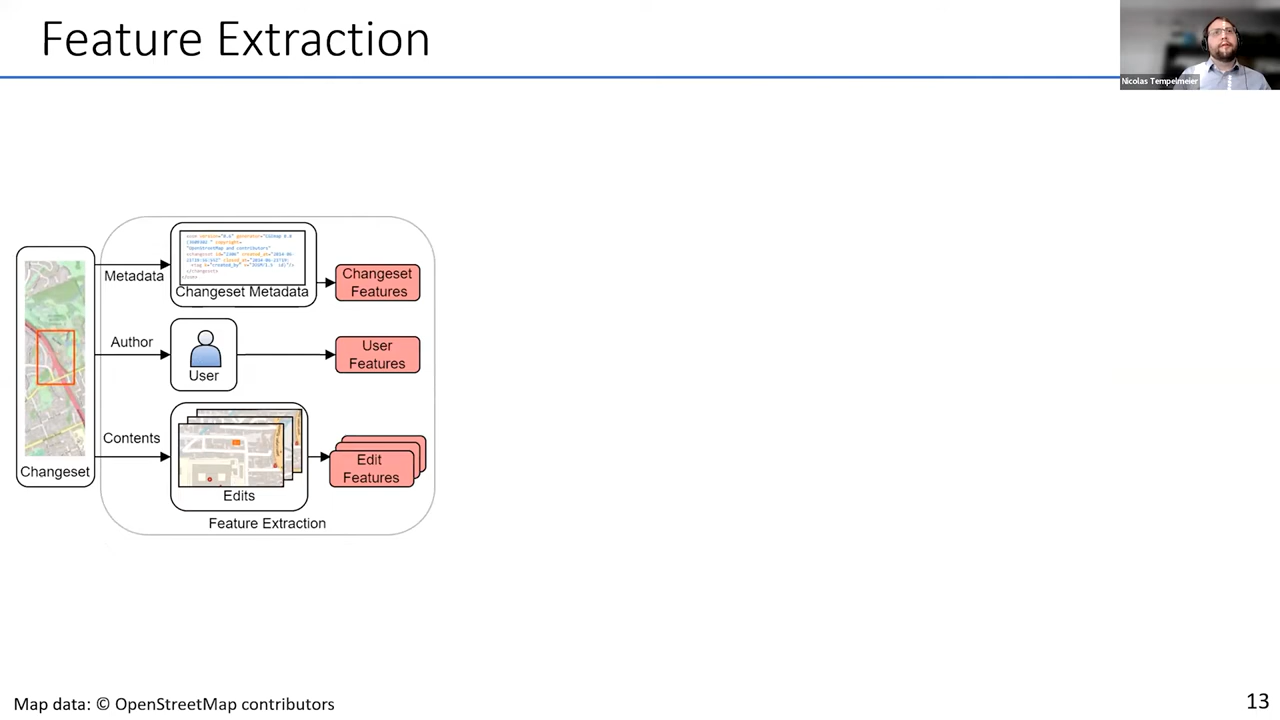 Feature Extraction
Nicolas Tempelmeier
Metadata
Changeset Metadata
Changeset
Features
Author
User
User
Features
Contents
Edits
Edit
Features
Changeset
Feature Extraction
Map data: © OpenStreetMap contributors
13